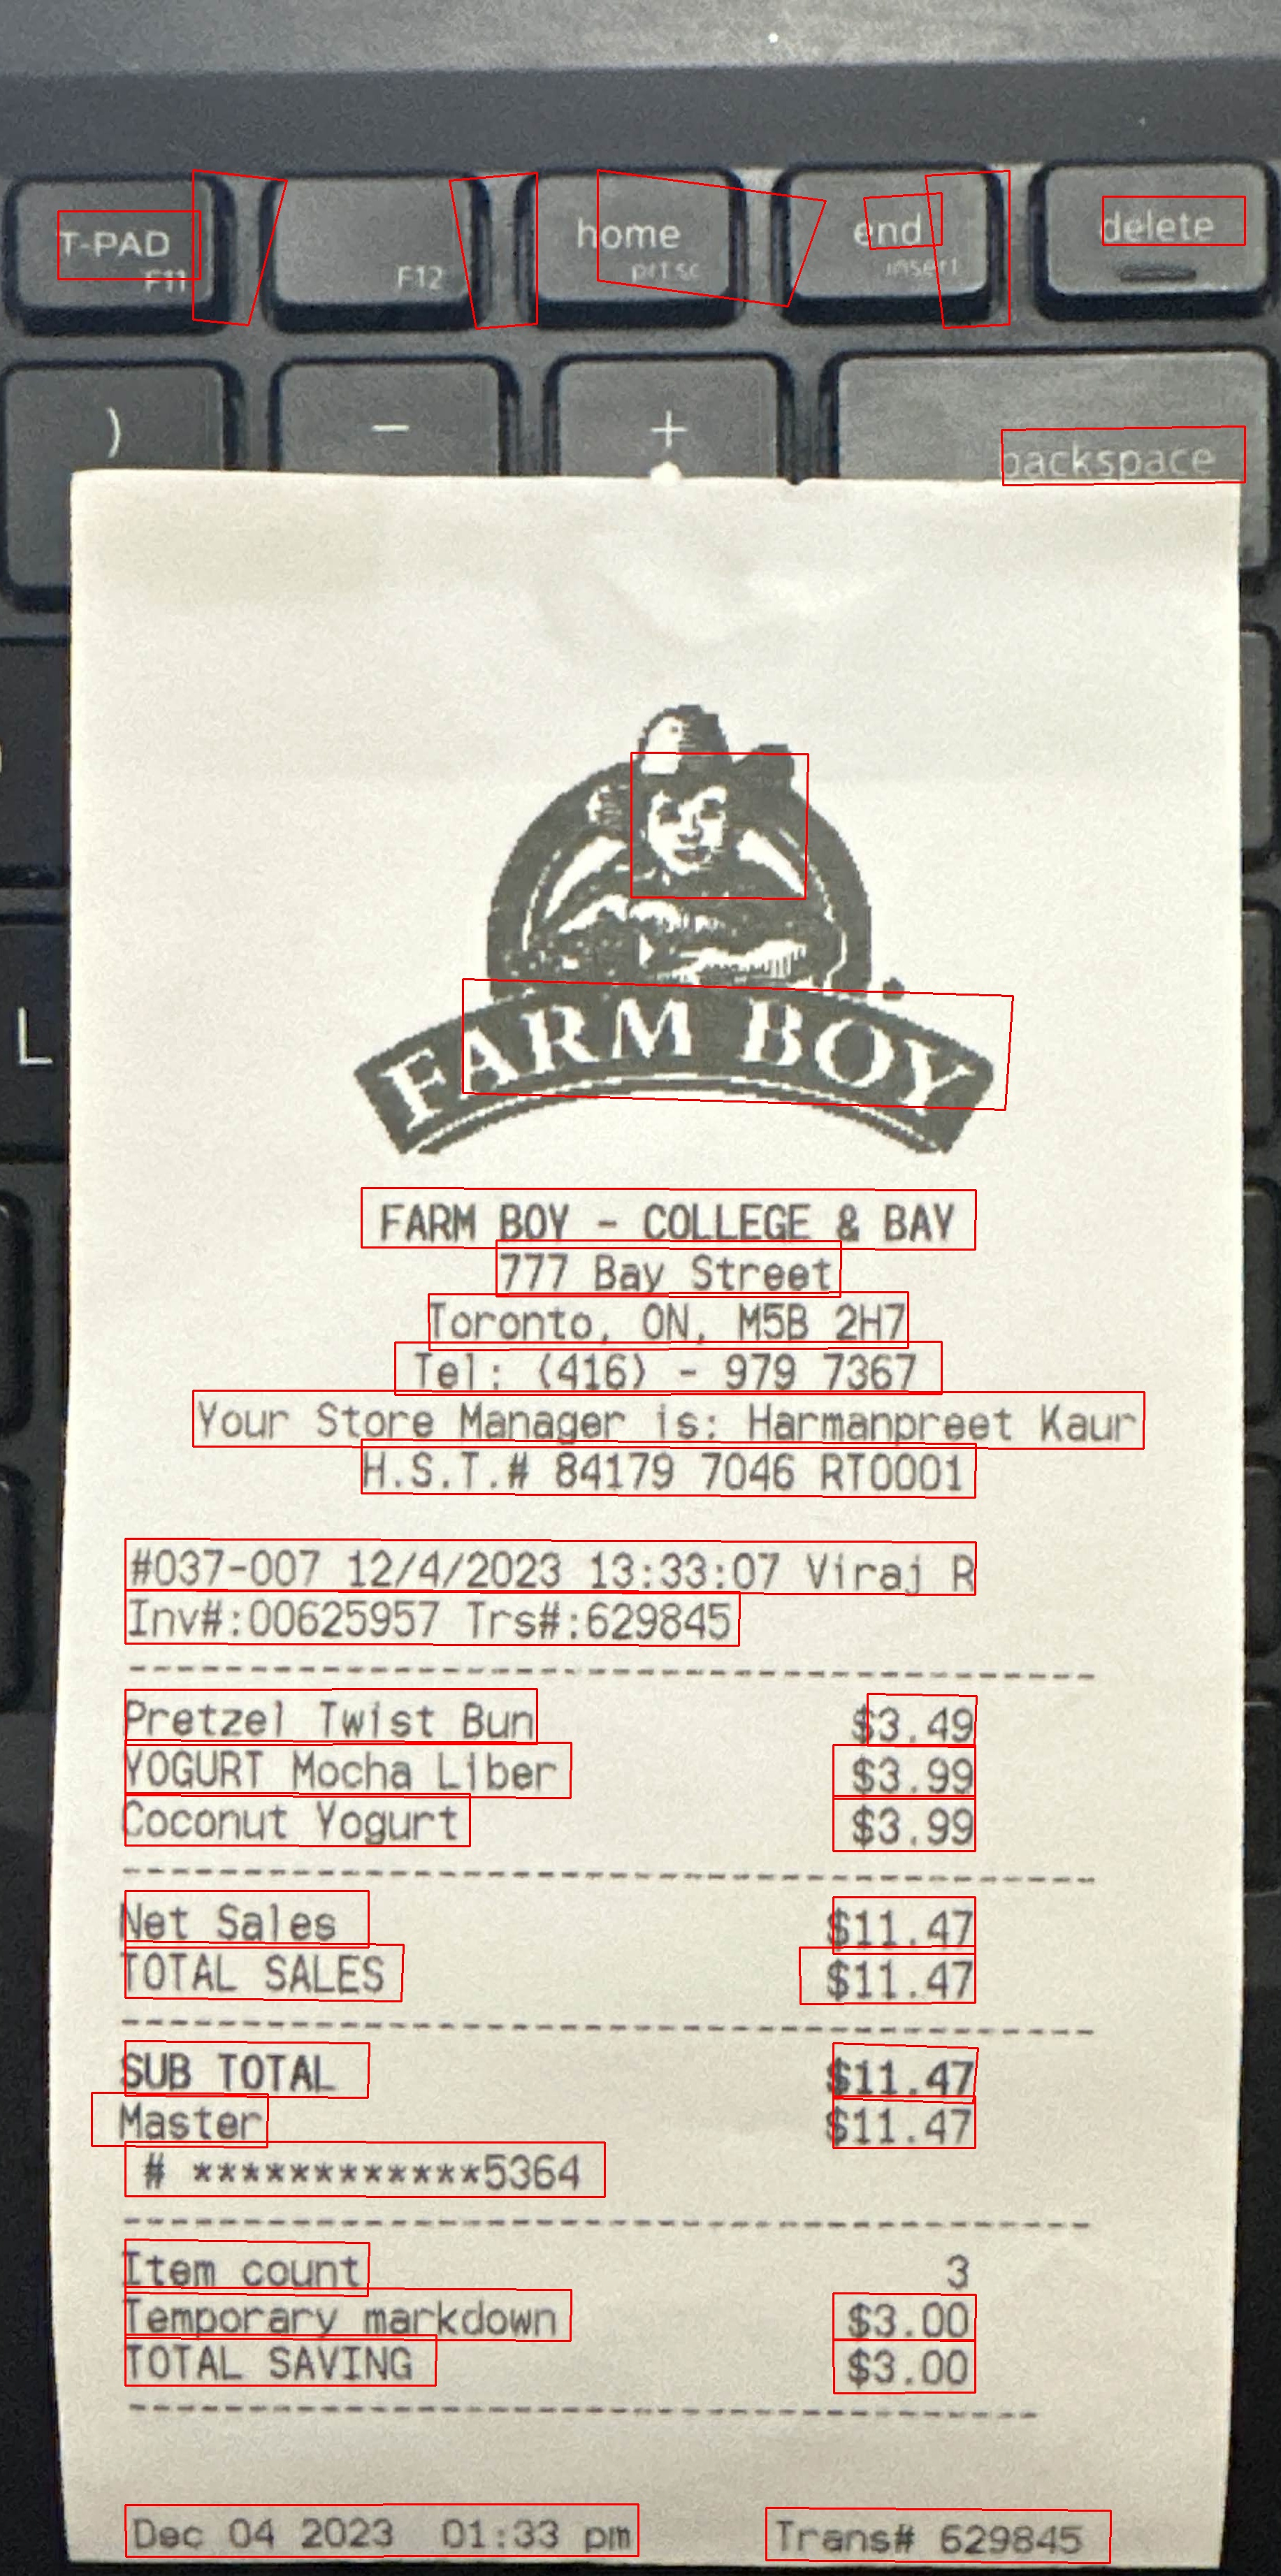 T-PAD
F11
F12
home
prt sc
end
insert
delete
)
-
+
backspace
L
FARM BOY
FARM BOY - COLLEGE & BAY
777 Bay Street
Toronto, ON, M5B 2H7
Tel: (416) - 979 7367
Your Store Manager is: Harmanpreet Kaur
H.S.T.# 84179 7046 RT0001
#037-007 12/4/2023 13:33:07 Viraj R
Inv#:00625957 Trs#:629845
Pretzel Twist Bun $3.49
YOGURT Mocha Liber $3.99
Coconut Yogurt $3.99
Net Sales $11.47
TOTAL SALES $11.47
SUB TOTAL $11.47
Master $11.47
# ************5364
Item count 3
Temporary markdown $3.00
TOTAL SAVING $3.00
Dec 04 2023 01:33 pm Trans# 629845